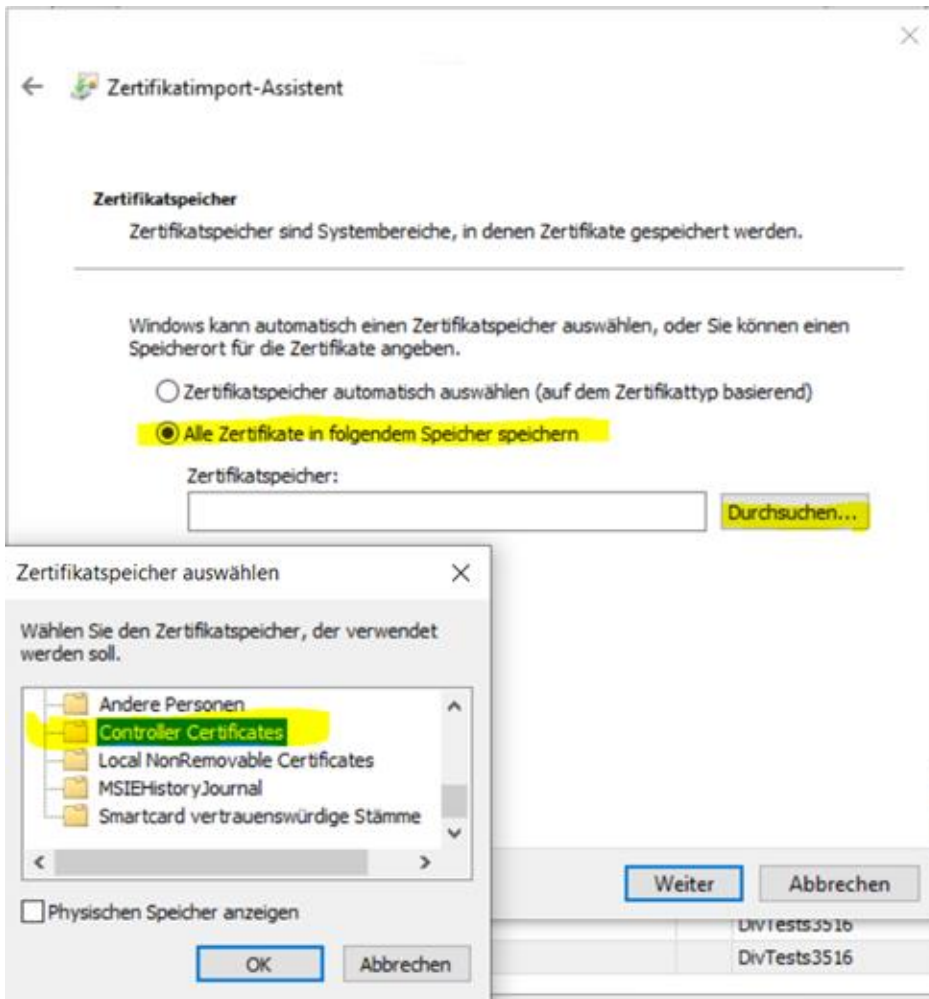 Zertifikatimport-Assistent
Zertifikatspeicher
Zertifikatspeicher sind Systembereiche, in denen Zertifikate gespeichert werden.
Windows kann automatisch einen Zertifikatspeicher auswählen, oder Sie können einen
Speicherort für die Zertifikate angeben.
Zertifikatspeicher automatisch auswählen (auf dem Zertifikattyp basierend)
Alle Zertifikate in folgendem Speicher speichern
Zertifikatspeicher:
Durchsuchen...
Zertifikatspeicher auswählen
Wählen Sie den Zertifikatspeicher, der verwendet
werden soll.
Andere Personen
Controller Certificates
Local NonRemovable Certificates
MSIEHistoryJournal
Smartcard vertrauenswürdige Stämme
Physischen Speicher anzeigen
OK
Abbrechen
Weiter
Abbrechen
DivTests3516
DivTests3516